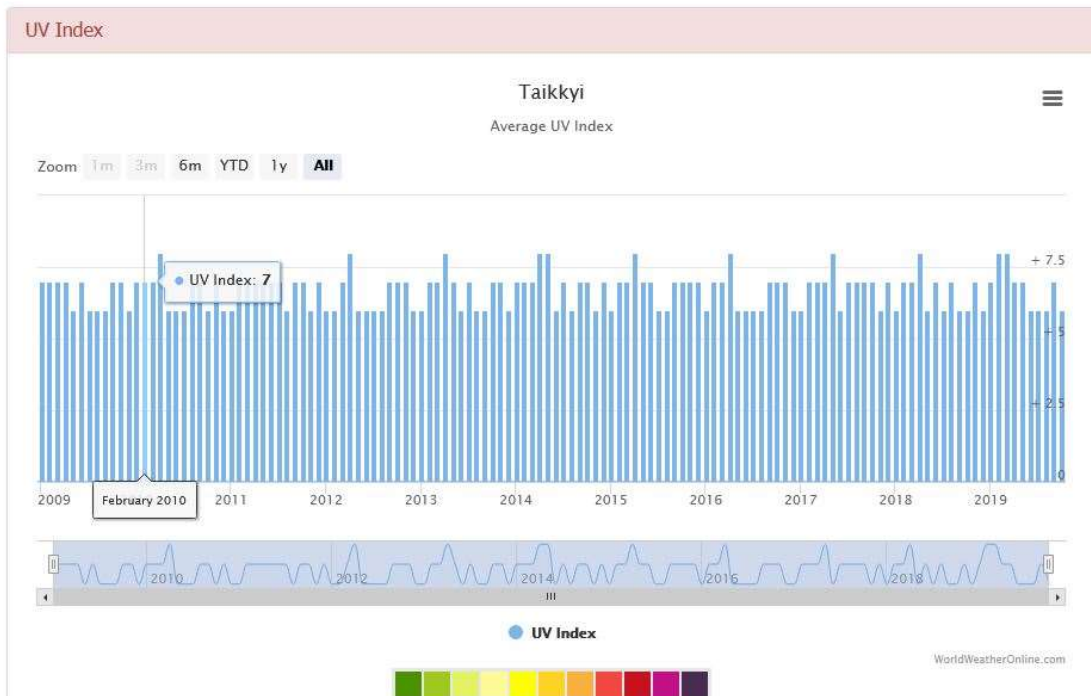 UV Index
Taikkyi
Average UV Index
Zoom 1m 3m 6m YTD 1y All
+ 7.5
UV Index: 7
+ 5
+ 2.5
0
2009 February 2010 2011 2012 2013 2014 2015 2016 2017 2018 2019
2010 2012 2014 2016 2018
UV Index
WorldWeatherOnline.com